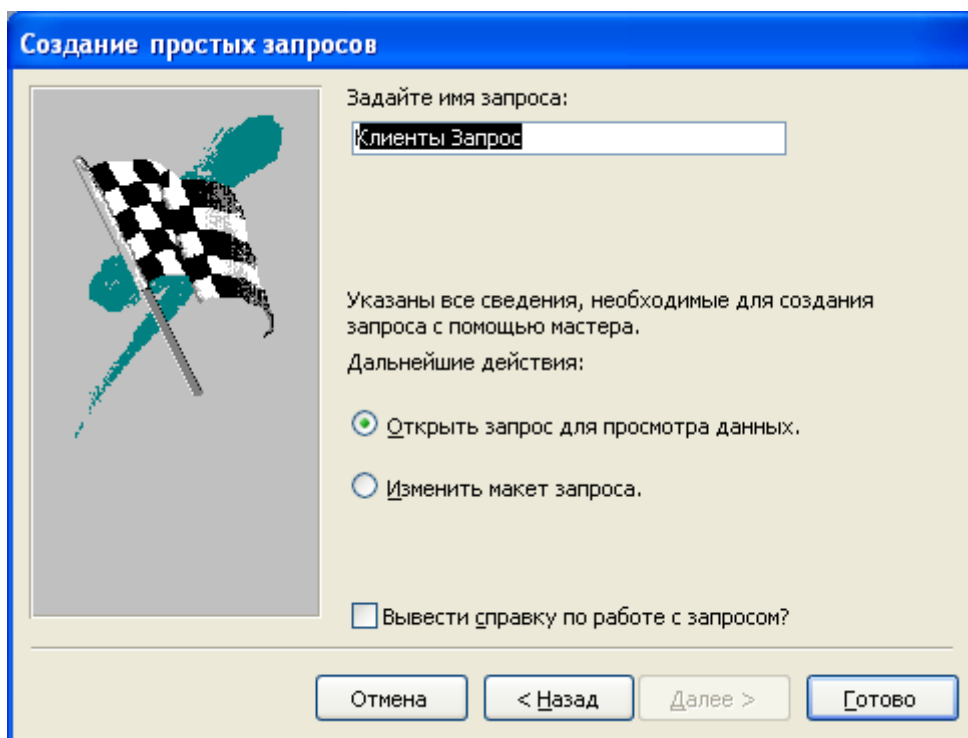 Создание простых запросов
Задайте имя запроса:
Клиенты Запрос
Указаны все сведения, необходимые для создания
запроса с помощью мастера.
Дальнейшие действия:
Открыть запрос для просмотра данных.
Изменить макет запроса.
Вывести справку по работе с запросом?
Отмена
< Назад
Далее >
Готово